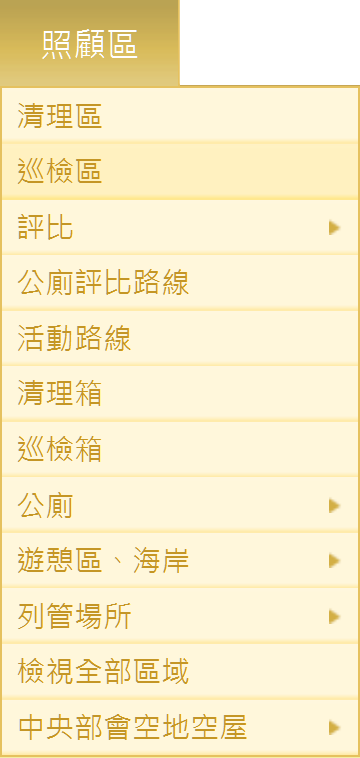 照顧區
清理區
巡檢區
評比
公廁評比路線
活動路線
清理箱
巡檢箱
公廁
遊憩區、海岸
列管場所
檢視全部區域
中央部會空地空屋